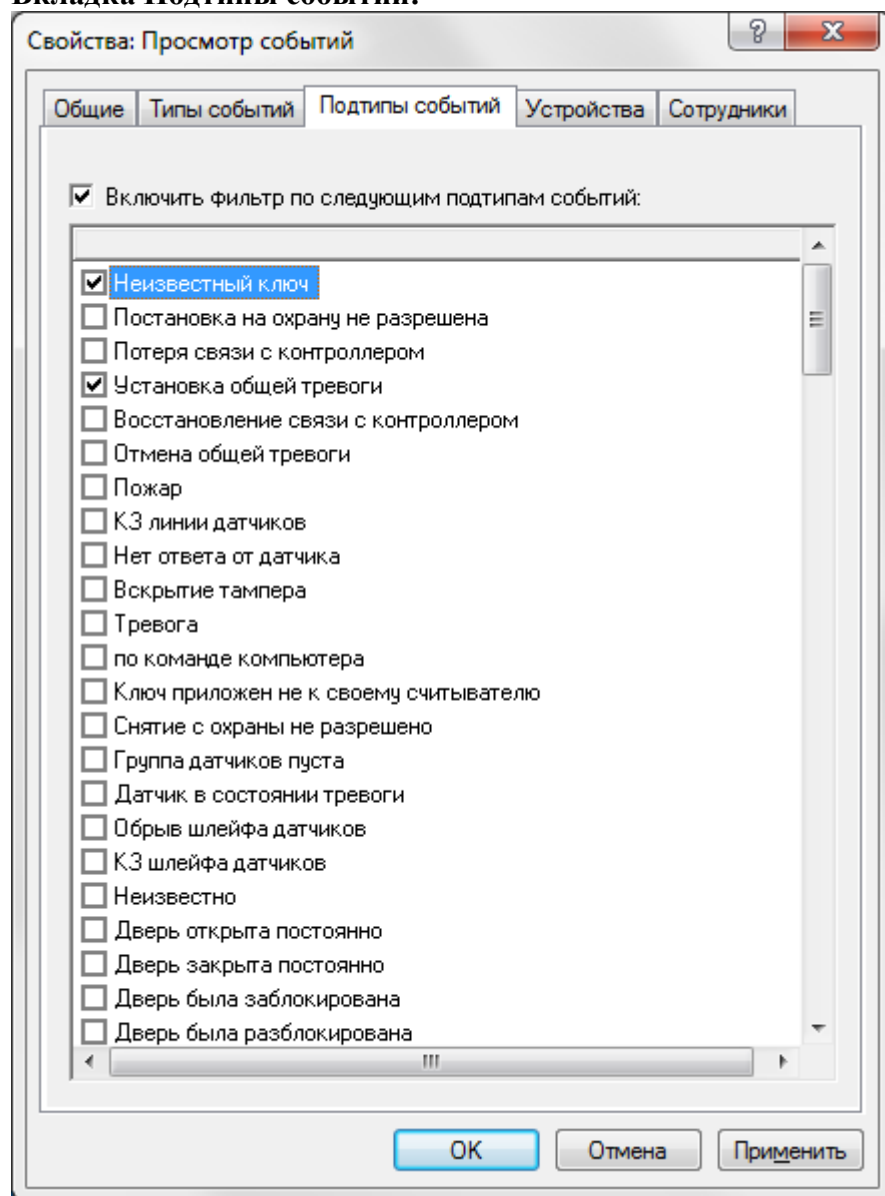 Вкладка Подтипы событий:
Свойства: Просмотр событий
Общие Типы событий Подтипы событий Устройства Сотрудники
Включить фильтр по следующим подтипам событий:
Неизвестный ключ
Постановка на охрану не разрешена
Потеря связи с контроллером
Установка общей тревоги
Восстановление связи с контроллером
Отмена общей тревоги
Пожар
КЗ линии датчиков
Нет ответа от датчика
Вскрытие тампера
Тревога
по команде компьютера
Ключ приложен не к своему считывателю
Снятие с охраны не разрешено
Группа датчиков пуста
Датчик в состоянии тревоги
Обрыв шлейфа датчиков
КЗ шлейфа датчиков
Неизвестно
Дверь открыта постоянно
Дверь закрыта постоянно
Дверь была заблокирована
Дверь была разблокирована
OK Отмена Применить